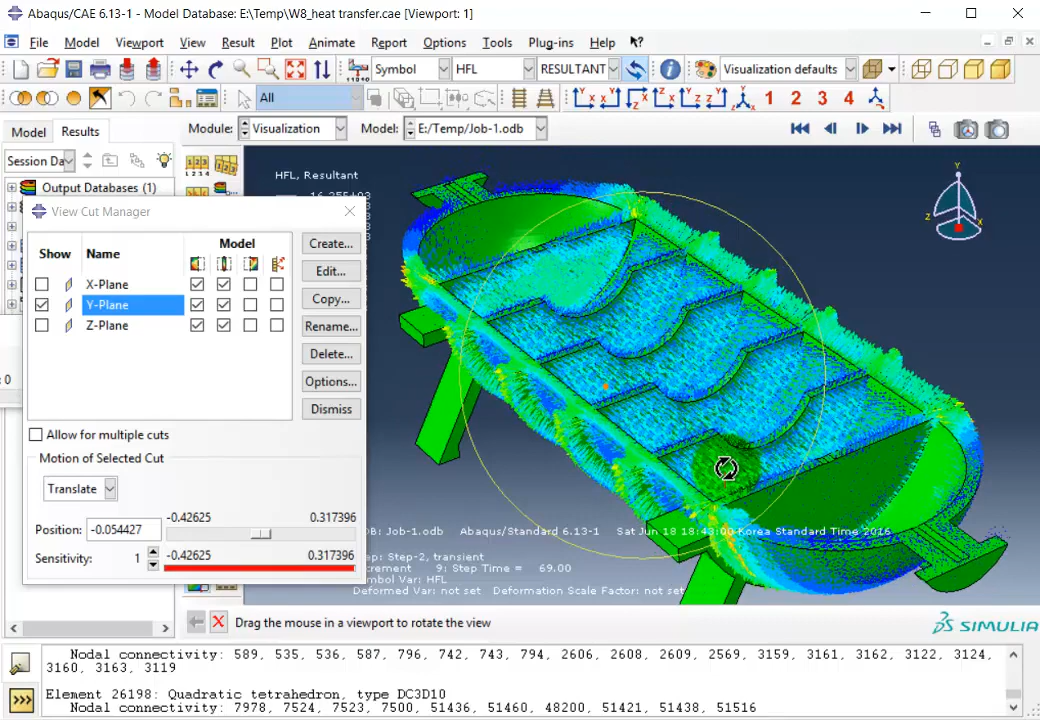 Abaqus/CAE 6.13-1 - Model Database: E:\Temp\W8_heat transfer.cae [Viewport: 1]
File Model Viewport View Result Plot Animate Report Options Tools Plug-ins Help
Symbol HFL RESULTANT Visualization defaults
All 1 2 3 4
Model Results Module: Visualization Model: E:/Temp/Job-1.odb
Session Da
Output Databases (1)
HFL, Resultant
View Cut Manager
Show Name Model
X-Plane
Y-Plane
Z-Plane
Create...
Edit...
Copy...
Rename...
Delete...
Options...
Dismiss
Allow for multiple cuts
Motion of Selected Cut
Translate
-0.42625 0.317396
Position: -0.054427
Sensitivity: 1 -0.42625 0.317396
: 0
Y
Z X
DB: Job-1.odb Abaqus/Standard 6.13-1 Sat Jun 18 18:43:00 Korea Standard Time 2016
ep: Step-2, transient
crement 9: Step Time = 69.00
mbol Var: HFL
Deformed Var: not set Deformation Scale Factor: not set
Drag the mouse in a viewport to rotate the view
SIMULIA
Nodal connectivity: 589, 535, 536, 587, 796, 742, 743, 794, 2606, 2608, 2609, 2569, 3159, 3161, 3162, 3122, 3124,
3160, 3163, 3119
Element 26198: Quadratic tetrahedron, type DC3D10
Nodal connectivity: 7978, 7524, 7523, 7500, 51436, 51460, 48200, 51421, 51438, 51516